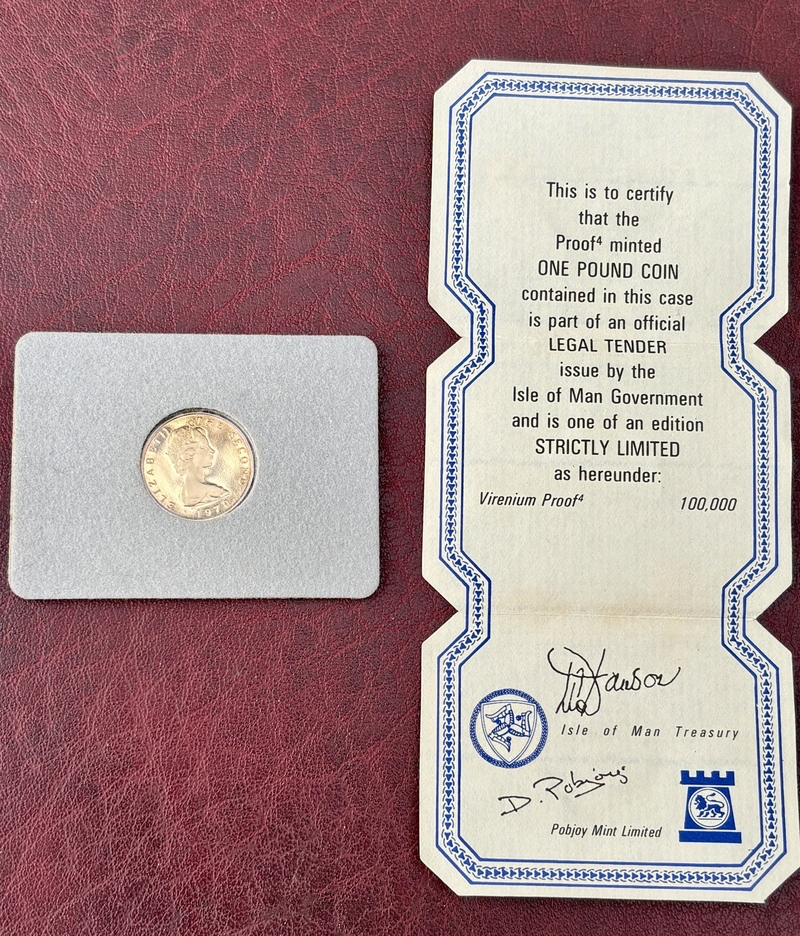 ELIZABETH THE SECOND
This is to certify
that the
Proof⁴ minted
ONE POUND COIN
contained in this case
is part of an official
LEGAL TENDER
issue by the
Isle of Man Government
and is one of an edition
STRICTLY LIMITED
as hereunder:
Virenium Proof⁴ 100,000
Isle of Man Treasury
D. Pobjoy
Pobjoy Mint Limited